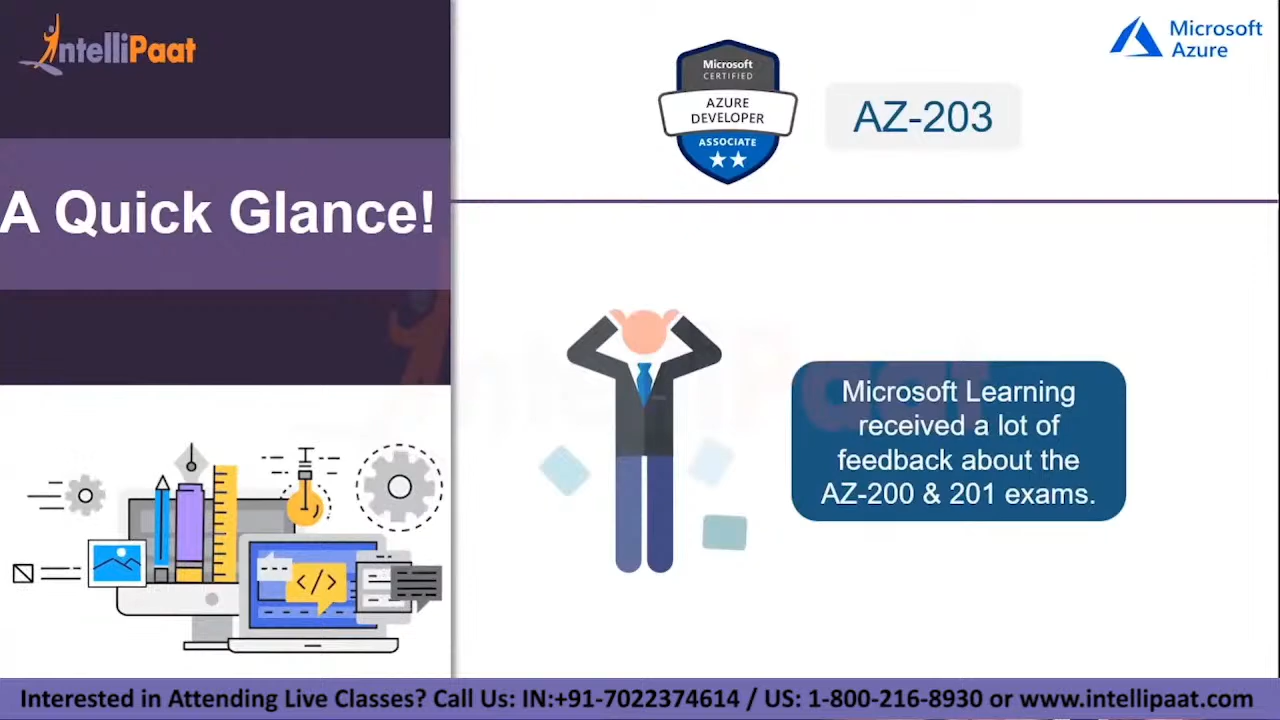 IntelliPaat
A Quick Glance!
Microsoft
CERTIFIED
AZURE
DEVELOPER
ASSOCIATE
AZ-203
Microsoft
Azure
IntelliPaat
Microsoft Learning
received a lot of
feedback about the
AZ-200 & 201 exams.
</>
Interested in Attending Live Classes? Call Us: IN:+91-7022374614 / US: 1-800-216-8930 or www.intellipaat.com